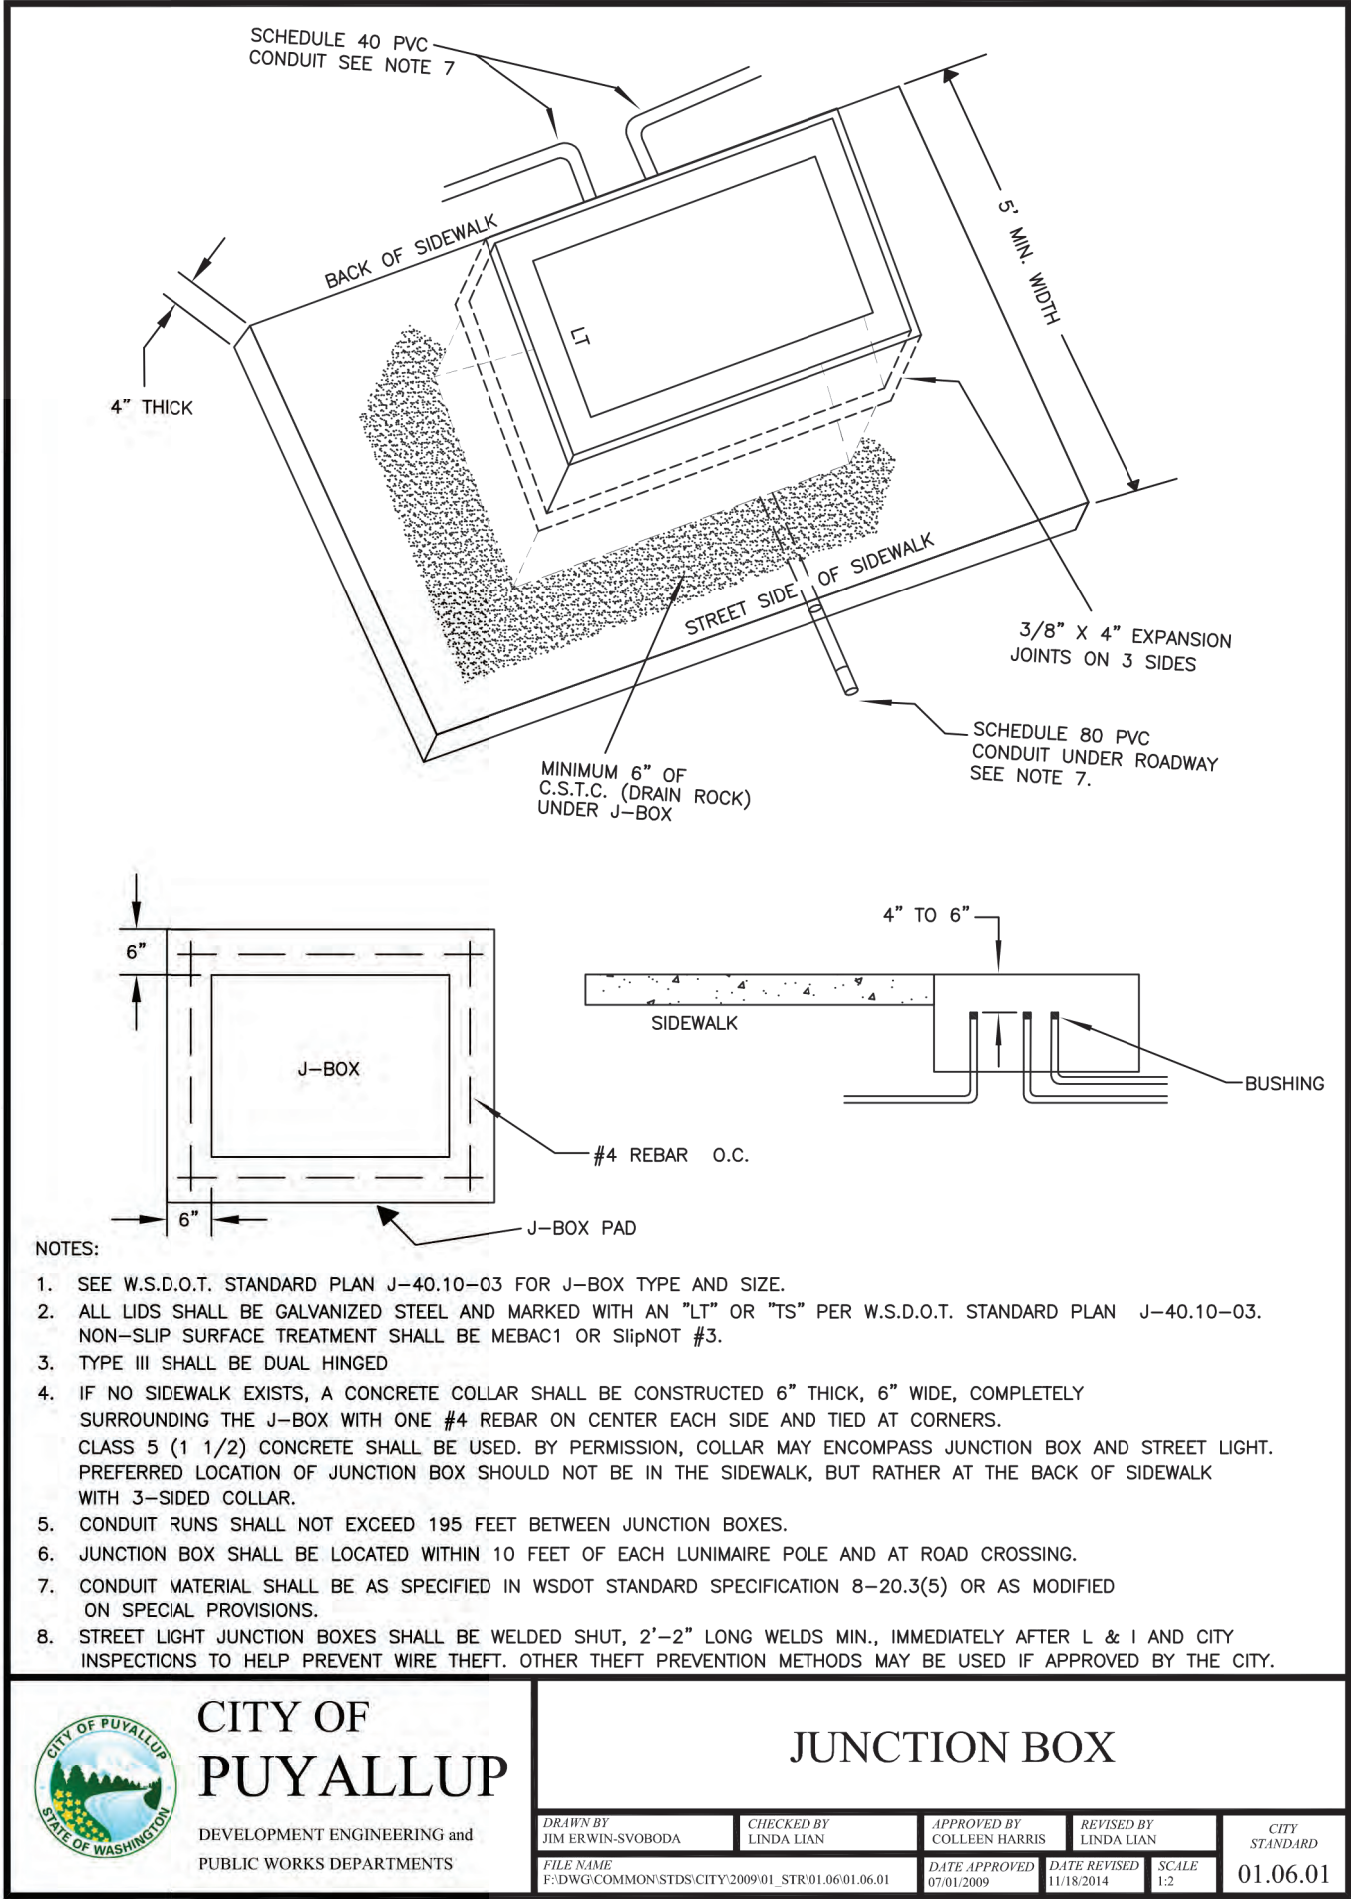 SCHEDULE 40 PVC
CONDUIT SEE NOTE 7
BACK OF SIDEWALK
5' MIN. WIDTH
LT
4" THICK
STREET SIDE OF SIDEWALK
3/8" X 4" EXPANSION
JOINTS ON 3 SIDES
SCHEDULE 80 PVC
CONDUIT UNDER ROADWAY
SEE NOTE 7.
MINIMUM 6" OF
C.S.T.C. (DRAIN ROCK)
UNDER J-BOX
4" TO 6"
6"
SIDEWALK
J-BOX
BUSHING
#4 REBAR O.C.
6"
J-BOX PAD
NOTES:
1. SEE W.S.D.O.T. STANDARD PLAN J-40.10-03 FOR J-BOX TYPE AND SIZE.
2. ALL LIDS SHALL BE GALVANIZED STEEL AND MARKED WITH AN "LT" OR "TS" PER W.S.D.O.T. STANDARD PLAN J-40.10-03.
NON-SLIP SURFACE TREATMENT SHALL BE MEBAC1 OR SlipNOT #3.
3. TYPE III SHALL BE DUAL HINGED
4. IF NO SIDEWALK EXISTS, A CONCRETE COLLAR SHALL BE CONSTRUCTED 6" THICK, 6" WIDE, COMPLETELY
SURROUNDING THE J-BOX WITH ONE #4 REBAR ON CENTER EACH SIDE AND TIED AT CORNERS.
CLASS 5 (1 1/2) CONCRETE SHALL BE USED. BY PERMISSION, COLLAR MAY ENCOMPASS JUNCTION BOX AND STREET LIGHT.
PREFERRED LOCATION OF JUNCTION BOX SHOULD NOT BE IN THE SIDEWALK, BUT RATHER AT THE BACK OF SIDEWALK
WITH 3-SIDED COLLAR.
5. CONDUIT RUNS SHALL NOT EXCEED 195 FEET BETWEEN JUNCTION BOXES.
6. JUNCTION BOX SHALL BE LOCATED WITHIN 10 FEET OF EACH LUNIMAIRE POLE AND AT ROAD CROSSING.
7. CONDUIT MATERIAL SHALL BE AS SPECIFIED IN WSDOT STANDARD SPECIFICATION 8-20.3(5) OR AS MODIFIED
ON SPECIAL PROVISIONS.
8. STREET LIGHT JUNCTION BOXES SHALL BE WELDED SHUT, 2'-2" LONG WELDS MIN., IMMEDIATELY AFTER L & I AND CITY
INSPECTIONS TO HELP PREVENT WIRE THEFT. OTHER THEFT PREVENTION METHODS MAY BE USED IF APPROVED BY THE CITY.
CITY OF PUYALLUP
STATE OF WASHINGTON
CITY OF
PUYALLUP
DEVELOPMENT ENGINEERING and
PUBLIC WORKS DEPARTMENTS
JUNCTION BOX
DRAWN BY
JIM ERWIN-SVOBODA
CHECKED BY
LINDA LIAN
APPROVED BY
COLLEEN HARRIS
REVISED BY
LINDA LIAN
FILE NAME
F:\DWG\COMMON\STDS\CITY\2009\01_STR\01.06\01.06.01
DATE APPROVED
07/01/2009
DATE REVISED
11/18/2014
SCALE
1:2
CITY
STANDARD
01.06.01